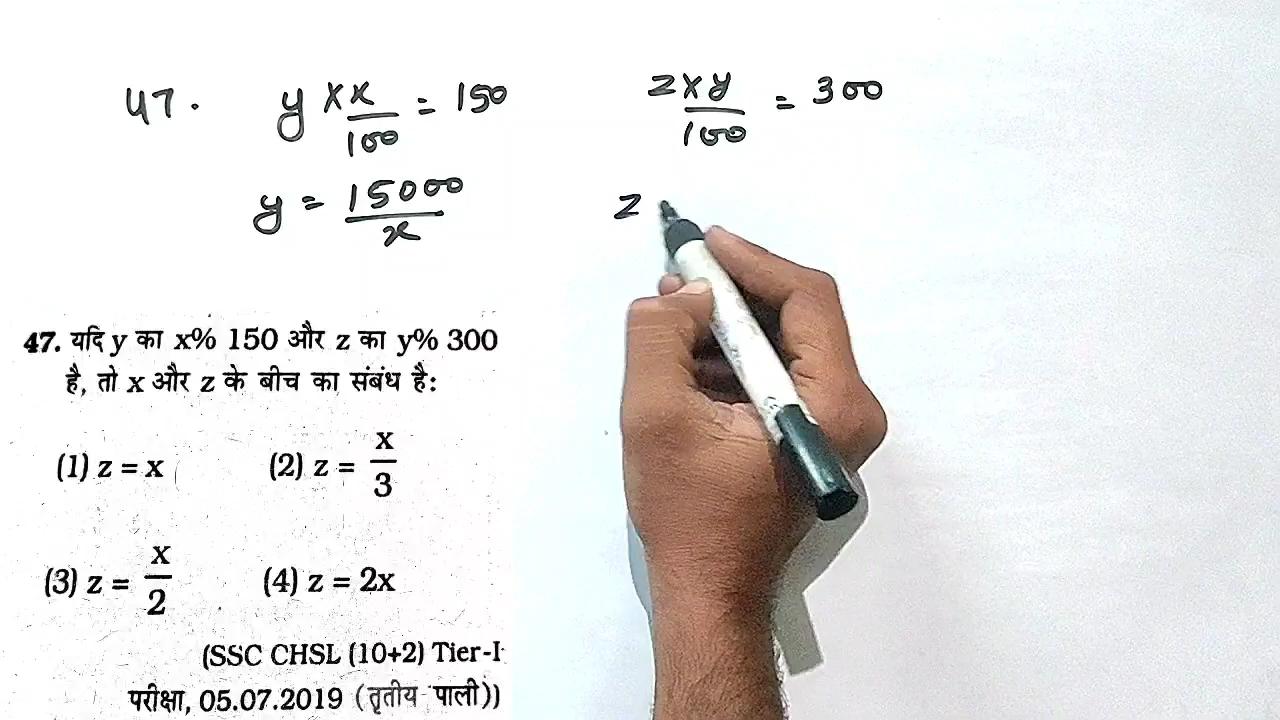 47. y × x/100 = 150
y = 15000/x
z × y/100 = 300
z
47. यदि y का x% 150 और z का y% 300
है, तो x और z के बीच का संबंध है:
(1) z = x (2) z = x/3
(3) z = x/2 (4) z = 2x
(SSC CHSL (10+2) Tier-I
परीक्षा, 05.07.2019 (तृतीय पाली))